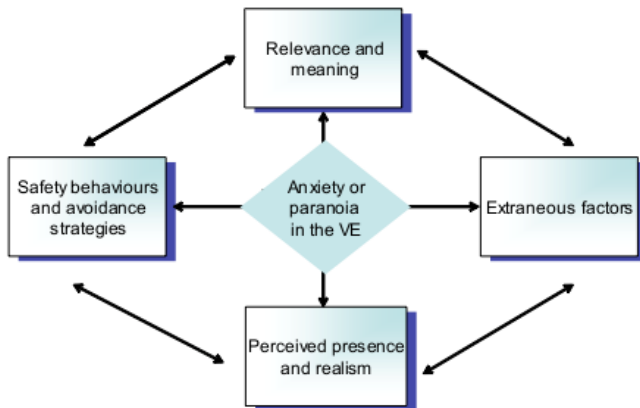 Relevance and
meaning
Safety behaviours
and avoidance
strategies
Anxiety or
paranoia
in the VE
Extraneous factors
Perceived presence
and realism